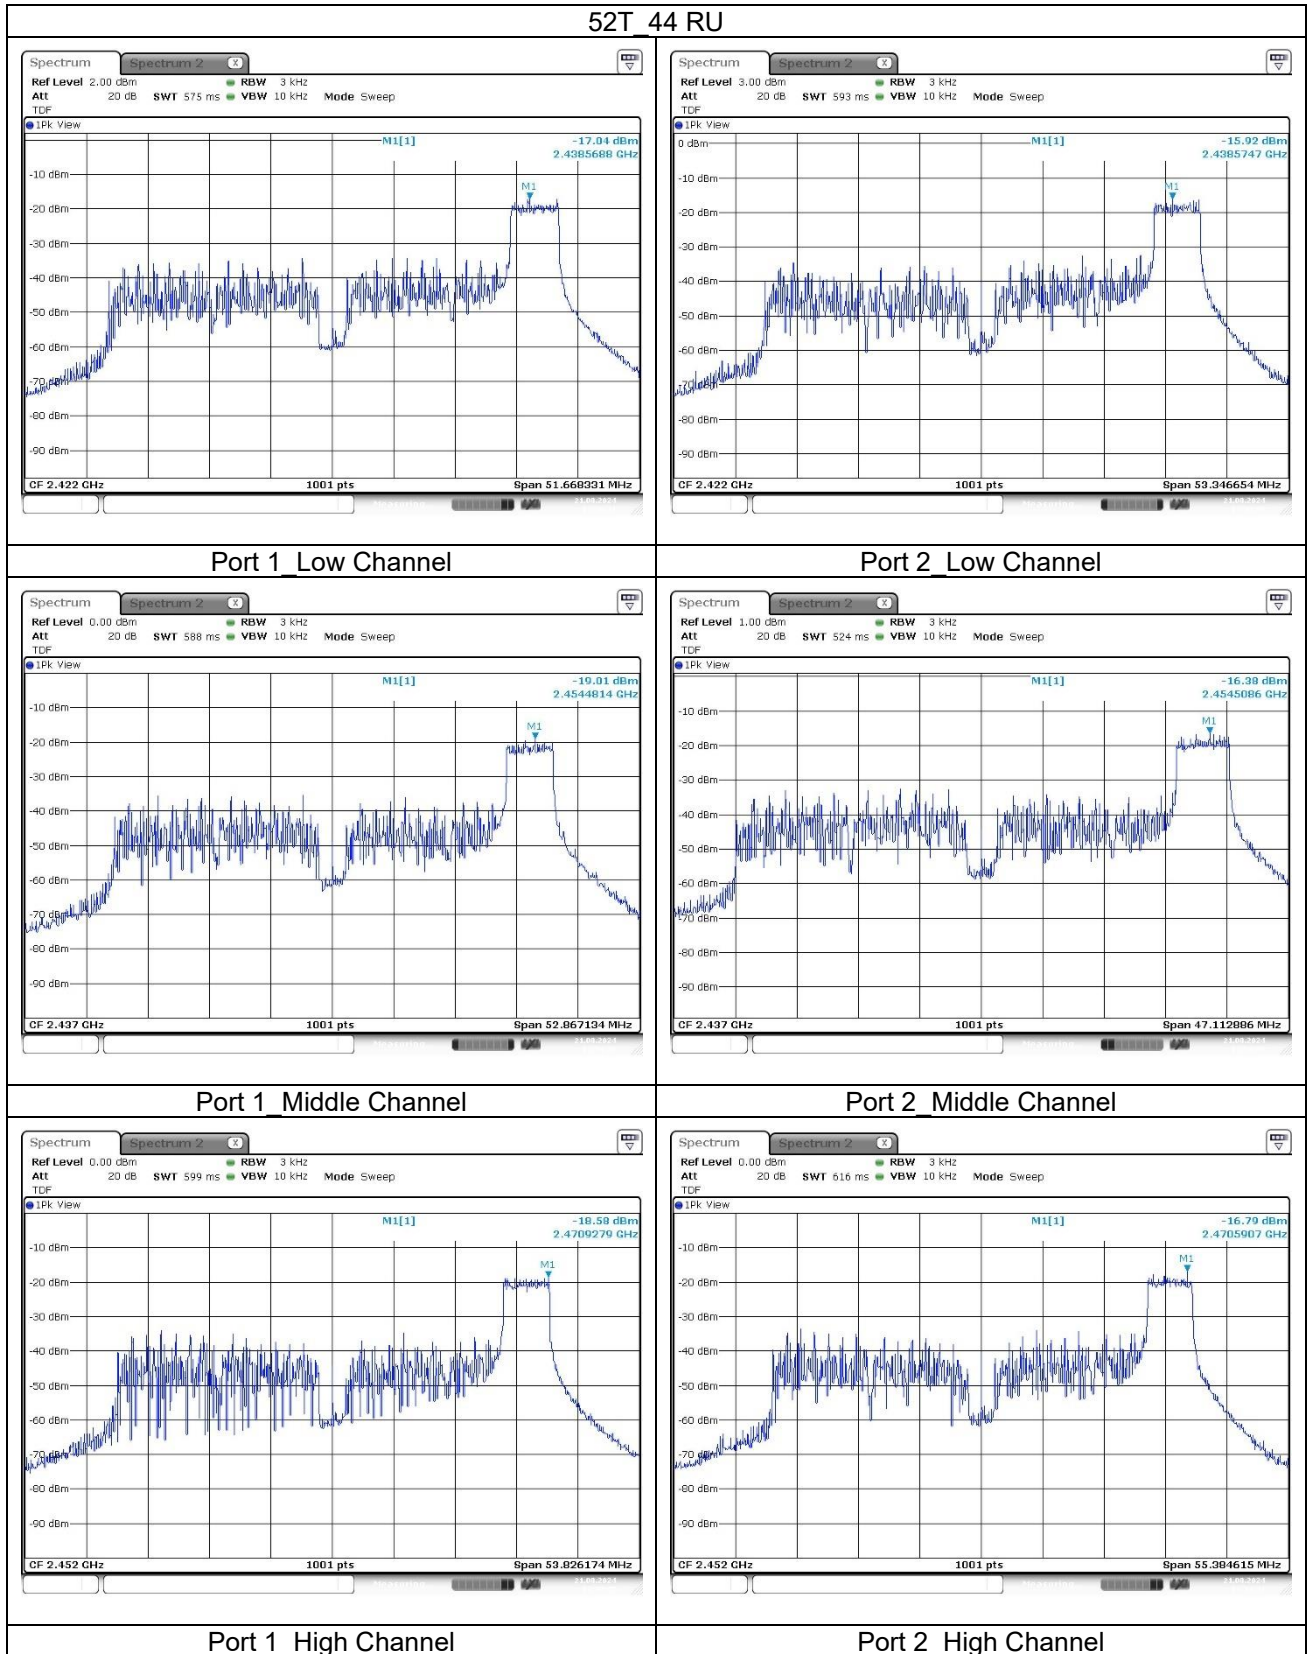 52T_44 RU
Spectrum Spectrum 2 X
Ref Level 2.00 dBm RBW 3 kHz
Att 20 dB SWT 575 ms VBW 10 kHz Mode Sweep
TDF
1Pk View
M1[1] -17.04 dBm
2.4385688 GHz
M1
-10 dBm
-20 dBm
-30 dBm
-40 dBm
-50 dBm
-60 dBm
-70 dBm
-80 dBm
-90 dBm
CF 2.422 GHz 1001 pts Span 51.668331 MHz
Port 1_Low Channel
Spectrum Spectrum 2 X
Ref Level 3.00 dBm RBW 3 kHz
Att 20 dB SWT 593 ms VBW 10 kHz Mode Sweep
TDF
1Pk View
0 dBm M1[1] -15.92 dBm
2.4385747 GHz
M1
-10 dBm
-20 dBm
-30 dBm
-40 dBm
-50 dBm
-60 dBm
-70 dBm
-80 dBm
-90 dBm
CF 2.422 GHz 1001 pts Span 53.346654 MHz
Port 2_Low Channel
Spectrum Spectrum 2 X
Ref Level 0.00 dBm RBW 3 kHz
Att 20 dB SWT 588 ms VBW 10 kHz Mode Sweep
TDF
1Pk View
M1[1] -19.01 dBm
2.4544814 GHz
-10 dBm
M1
-20 dBm
-30 dBm
-40 dBm
-50 dBm
-60 dBm
-70 dBm
-80 dBm
-90 dBm
CF 2.437 GHz 1001 pts Span 52.867134 MHz
Port 1_Middle Channel
Spectrum Spectrum 2 X
Ref Level 1.00 dBm RBW 3 kHz
Att 20 dB SWT 524 ms VBW 10 kHz Mode Sweep
TDF
1Pk View
M1[1] -16.38 dBm
2.4545086 GHz
-10 dBm
M1
-20 dBm
-30 dBm
-40 dBm
-50 dBm
-60 dBm
-70 dBm
-80 dBm
-90 dBm
CF 2.437 GHz 1001 pts Span 47.112886 MHz
Port 2_Middle Channel
Spectrum Spectrum 2 X
Ref Level 0.00 dBm RBW 3 kHz
Att 20 dB SWT 599 ms VBW 10 kHz Mode Sweep
TDF
1Pk View
M1[1] -18.58 dBm
2.4709279 GHz
-10 dBm
M1
-20 dBm
-30 dBm
-40 dBm
-50 dBm
-60 dBm
-70 dBm
-80 dBm
-90 dBm
CF 2.452 GHz 1001 pts Span 53.826174 MHz
Port 1_High Channel
Spectrum Spectrum 2 X
Ref Level 0.00 dBm RBW 3 kHz
Att 20 dB SWT 616 ms VBW 10 kHz Mode Sweep
TDF
1Pk View
M1[1] -16.79 dBm
2.4705907 GHz
-10 dBm
M1
-20 dBm
-30 dBm
-40 dBm
-50 dBm
-60 dBm
-70 dBm
-80 dBm
-90 dBm
CF 2.452 GHz 1001 pts Span 55.384615 MHz
Port 2_High Channel